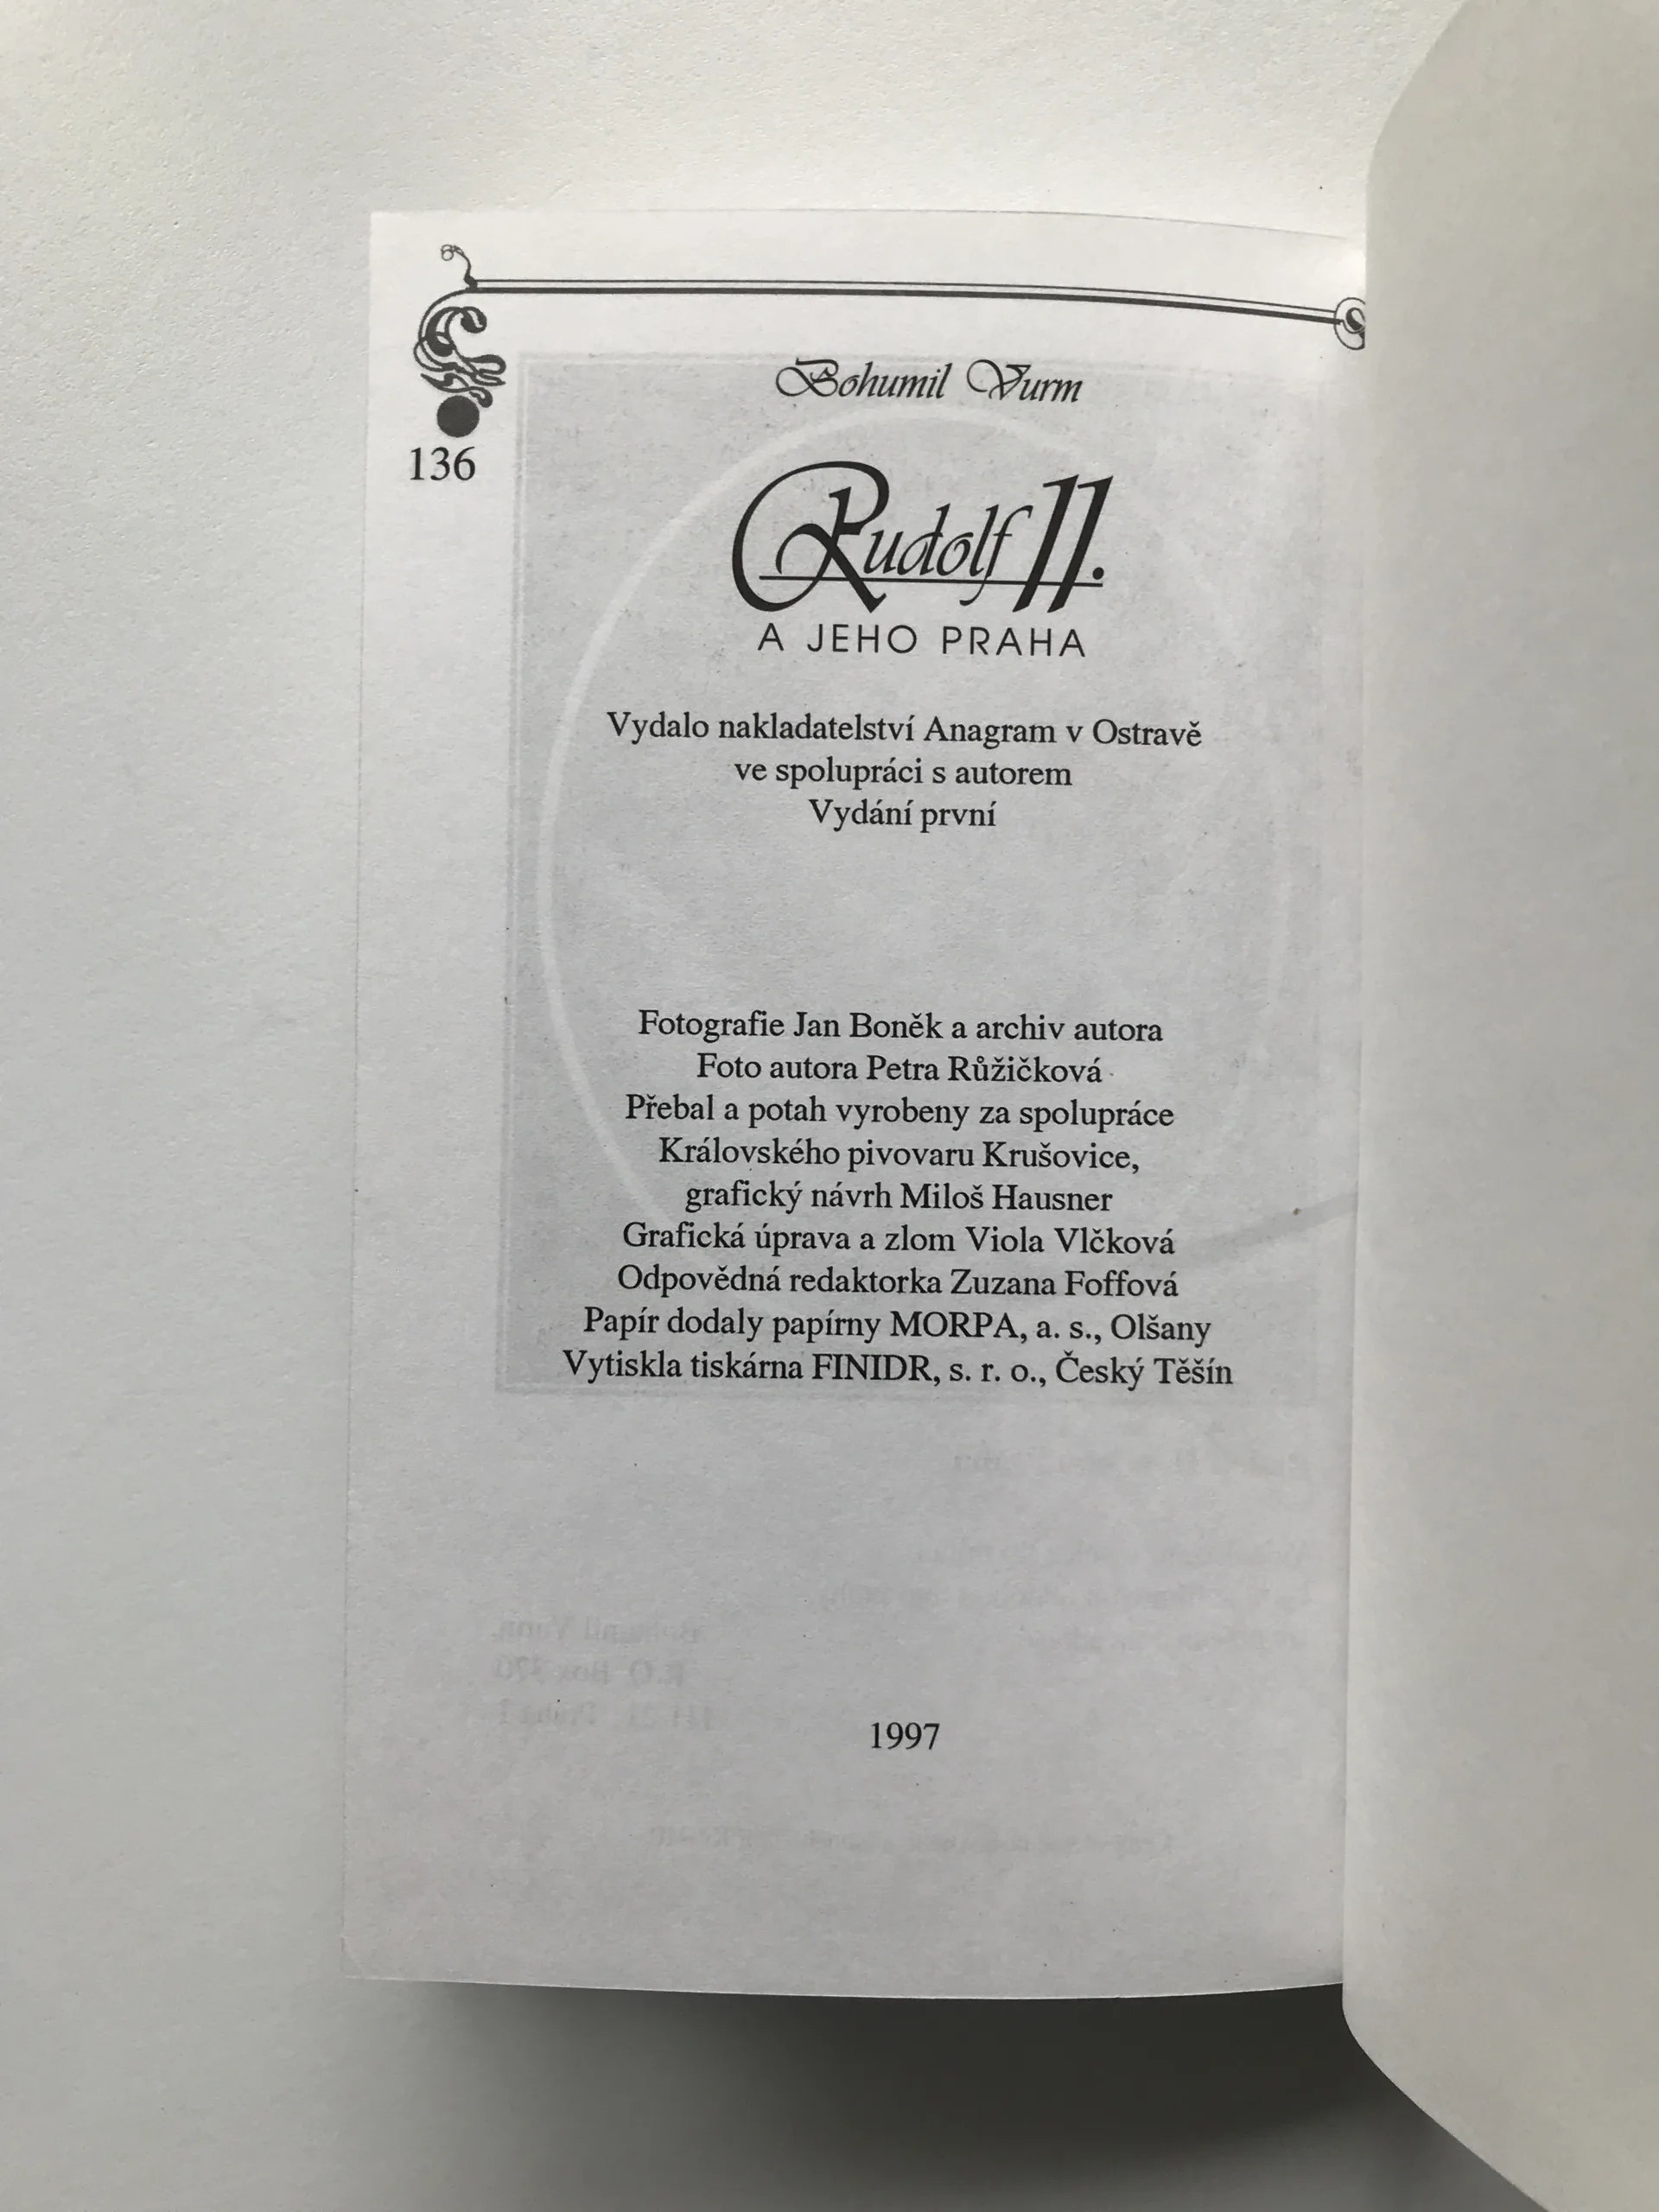 136
Bohumil Vurm
Rudolf II.
A JEHO PRAHA
Vydalo nakladatelství Anagram v Ostravě
ve spolupráci s autorem
Vydání první
Fotografie Jan Boněk a archiv autora
Foto autora Petra Růžičková
Přebal a potah vyrobeny za spolupráce
Královského pivovaru Krušovice,
grafický návrh Miloš Hausner
Grafická úprava a zlom Viola Vlčková
Odpovědná redaktorka Zuzana Foffová
Papír dodaly papírny MORPA, a. s., Olšany
Vytiskla tiskárna FINIDR, s. r. o., Český Těšín
1997